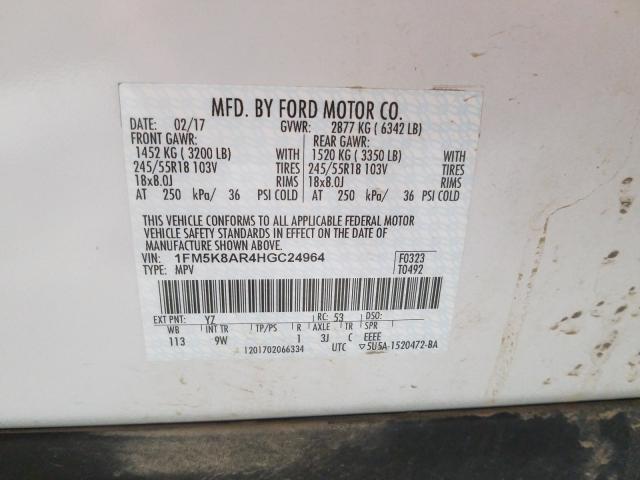 MFD. BY FORD MOTOR CO.
DATE: 02/17 GVWR: 2877 KG ( 6342 LB)
FRONT GAWR: REAR GAWR:
1452 KG ( 3200 LB) WITH 1520 KG ( 3350 LB) WITH
245/55R18 103V TIRES 245/55R18 103V TIRES
18x8.0J RIMS 18x8.0J RIMS
AT 250 kPa/ 36 PSI COLD AT 250 kPa/ 36 PSI COLD
THIS VEHICLE CONFORMS TO ALL APPLICABLE FEDERAL MOTOR
VEHICLE SAFETY STANDARDS IN EFFECT ON THE DATE OF
MANUFACTURE SHOWN ABOVE.
VIN: 1FM5K8AR4HGC24964 F0323
TYPE: MPV T0492
EXT PNT: YZ RC: 53 DSO:
WB INT TR TP/PS R AXLE TR SPR
113 9W 1 3J C EEEE
1201702066334 UTC ▽5U5A-1520472-BA